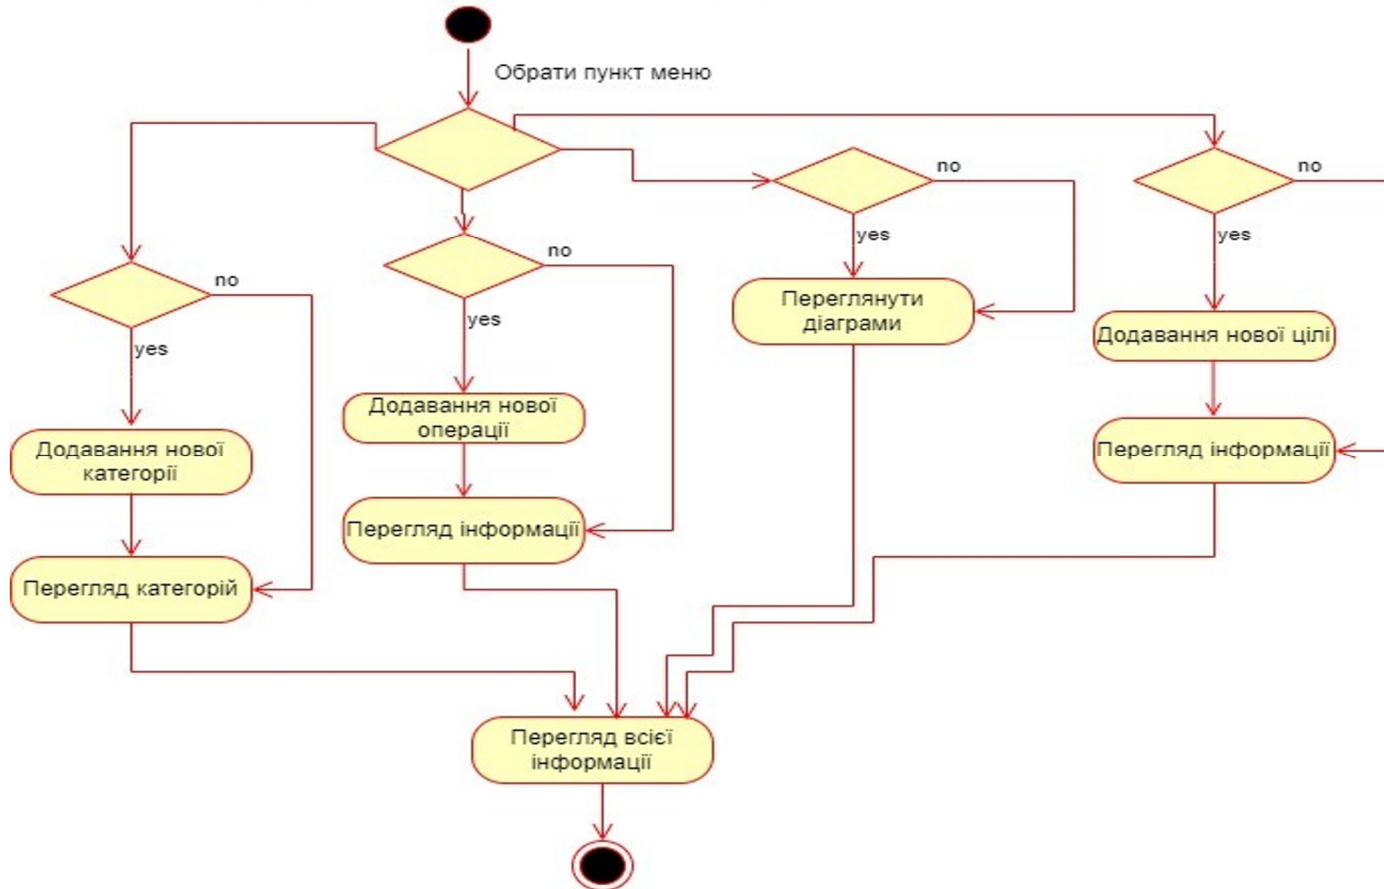 Обрати пункт меню
no
no
yes
yes
no
no
Переглянути
діаграми
yes
Додавання нової цілі
yes
Додавання нової
операції
Додавання нової
категорії
Перегляд інформації
Перегляд інформації
Перегляд категорій
Перегляд всієї
інформації